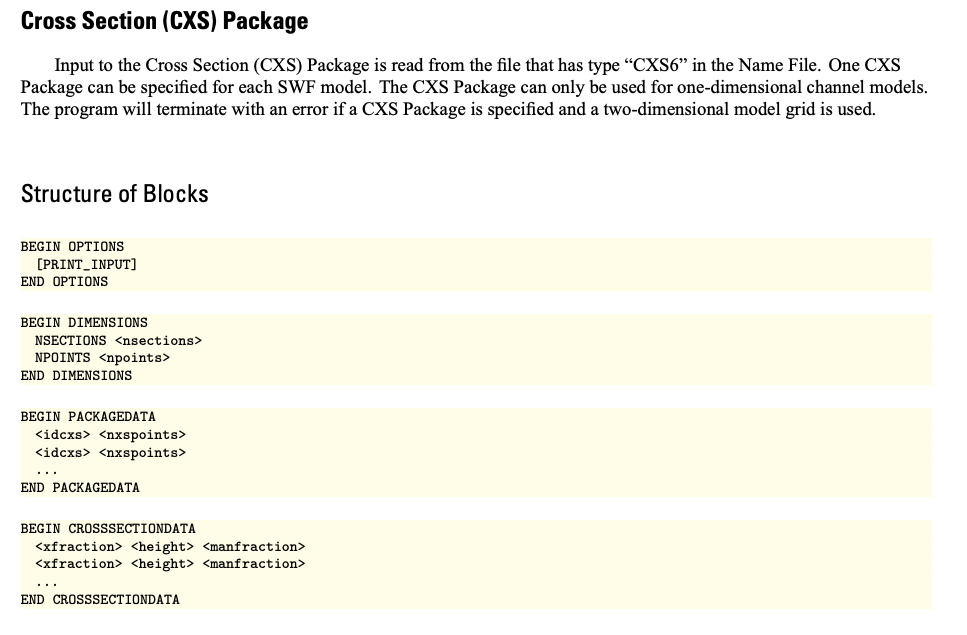 Cross Section (CXS) Package
Input to the Cross Section (CXS) Package is read from the file that has type “CXS6” in the Name File. One CXS
Package can be specified for each SWF model. The CXS Package can only be used for one-dimensional channel models.
The program will terminate with an error if a CXS Package is specified and a two-dimensional model grid is used.
Structure of Blocks
BEGIN OPTIONS
[PRINT_INPUT]
END OPTIONS
BEGIN DIMENSIONS
NSECTIONS <nsections>
NPOINTS <npoints>
END DIMENSIONS
BEGIN PACKAGEDATA
<idcxs> <nxspoints>
<idcxs> <nxspoints>
...
END PACKAGEDATA
BEGIN CROSSSECTIONDATA
<xfraction> <height> <manfraction>
<xfraction> <height> <manfraction>
...
END CROSSSECTIONDATA